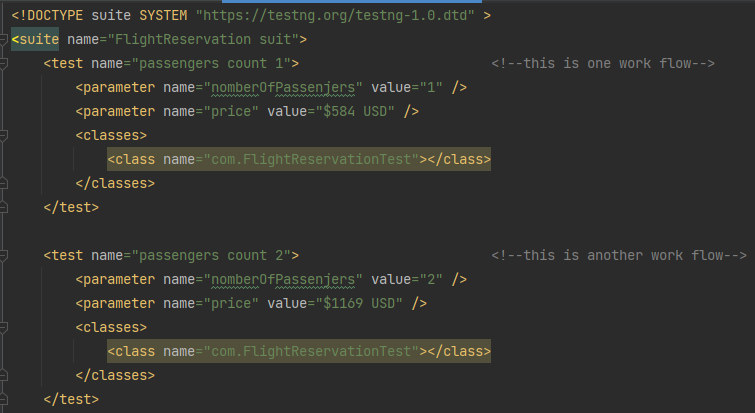 <!DOCTYPE suite SYSTEM "https://testng.org/testng-1.0.dtd" >
<suite name="FlightReservation suit">
<test name="passengers count 1"> <!--this is one work flow-->
<parameter name="nomberOfPassenjers" value="1" />
<parameter name="price" value="$584 USD" />
<classes>
<class name="com.FlightReservationTest"></class>
</classes>
</test>
<test name="passengers count 2"> <!--this is another work flow-->
<parameter name="nomberOfPassenjers" value="2" />
<parameter name="price" value="$1169 USD" />
<classes>
<class name="com.FlightReservationTest"></class>
</classes>
</test>